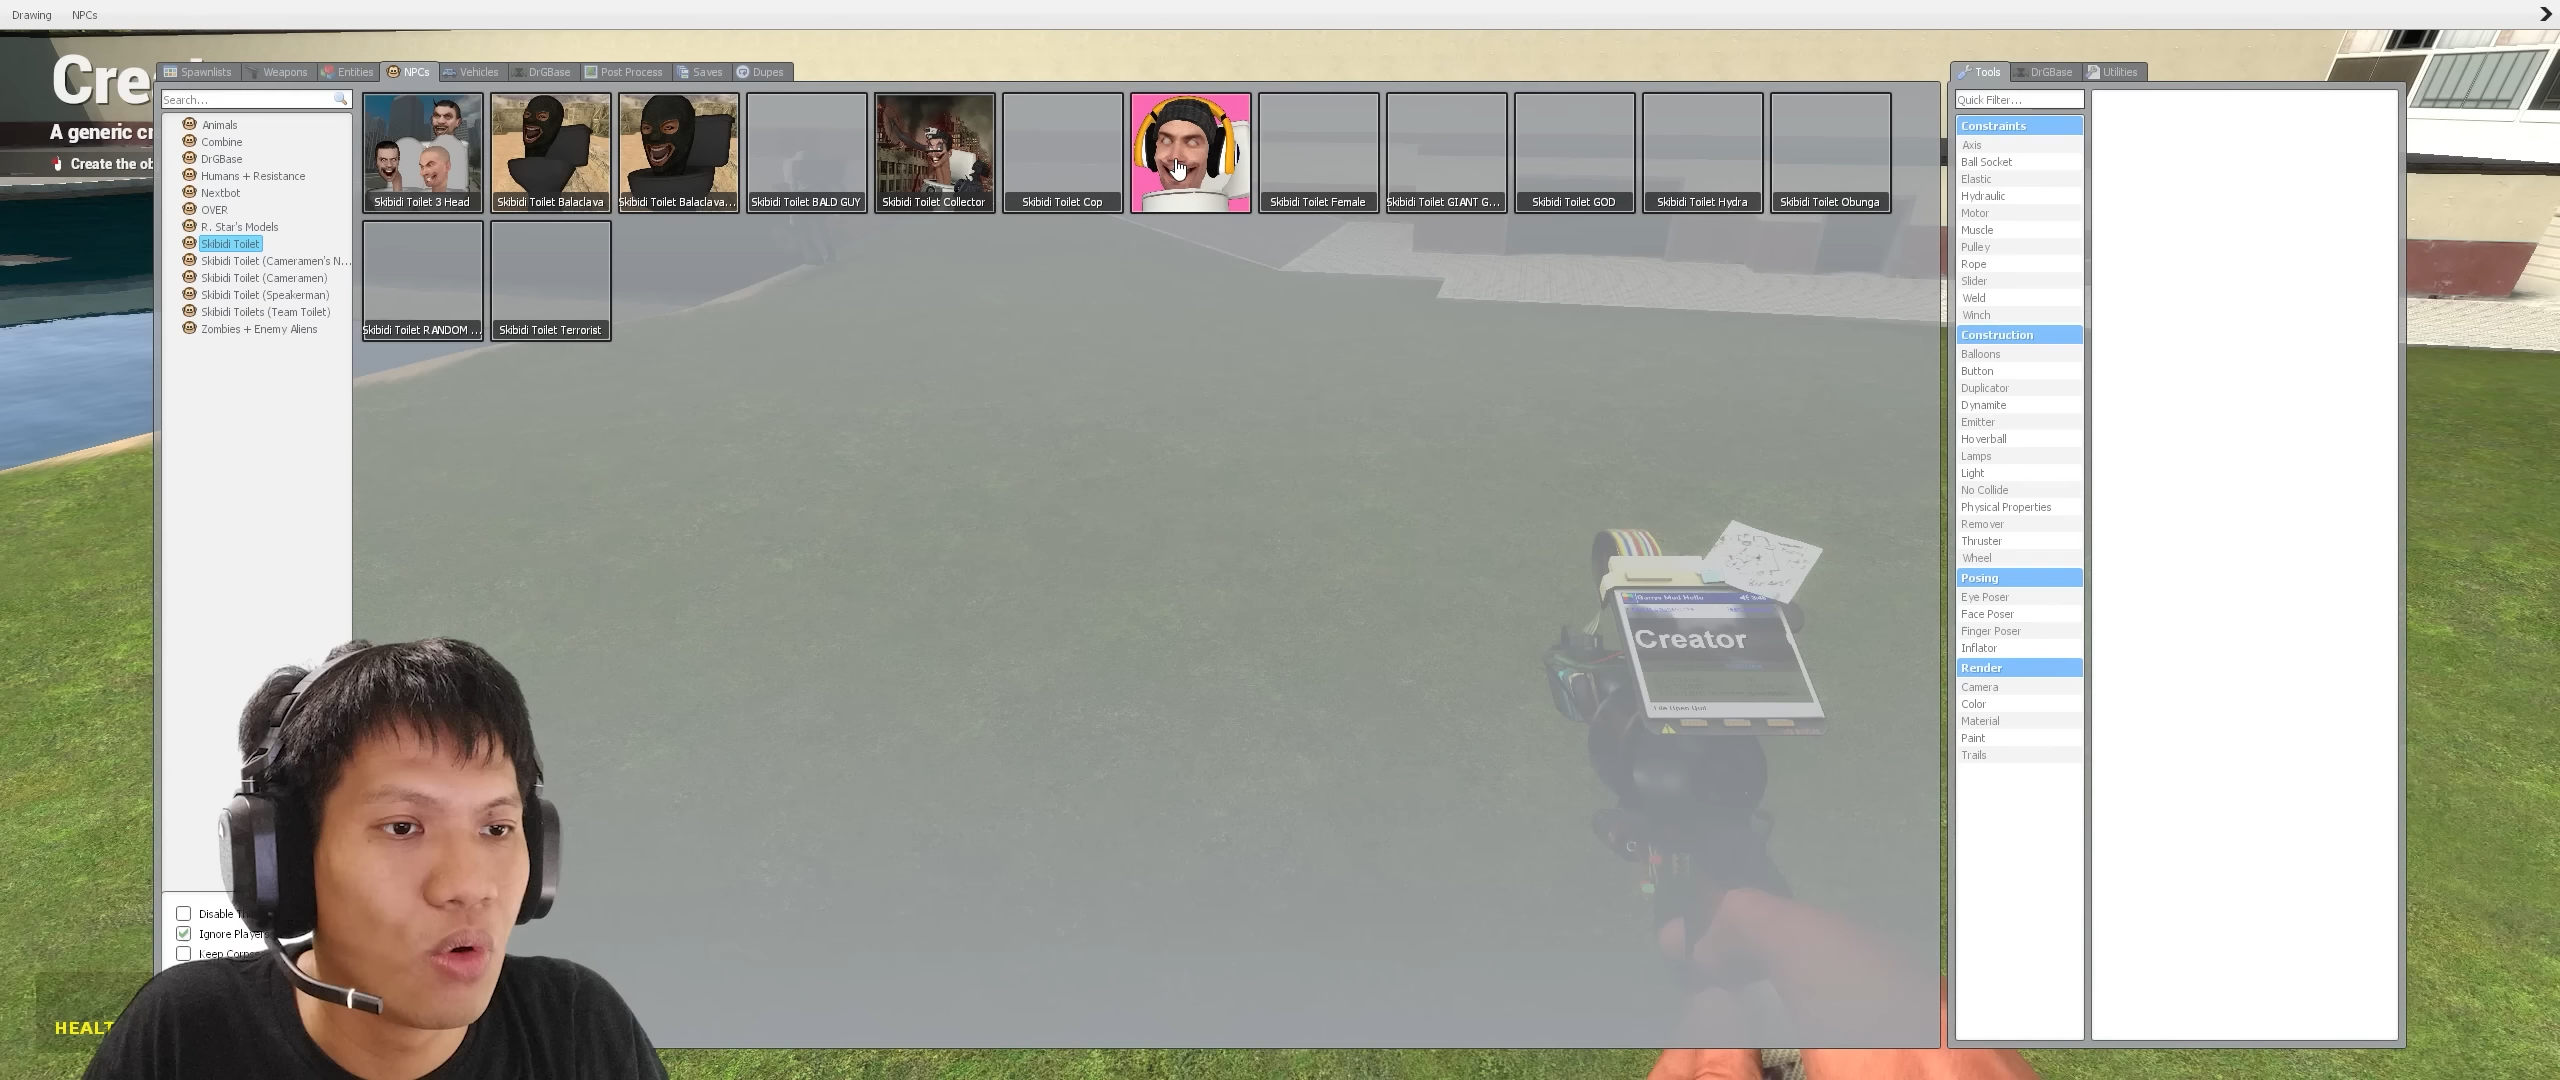 Drawing NPCs
Cre
A generic cr
Create the ob
Spawnlists Weapons Entities NPCs Vehicles DrGBase Post Process Saves Dupes
Search...
Animals
Combine
DrGBase
Humans + Resistance
Nextbot
OVER
R. Star's Models
Skibidi Toilet
Skibidi Toilet (Cameramen's N...
Skibidi Toilet (Cameramen)
Skibidi Toilet (Speakerman)
Skibidi Toilets (Team Toilet)
Zombies + Enemy Aliens
Skibidi Toilet 3 Head
Skibidi Toilet Balaclava
Skibidi Toilet Balaclava...
Skibidi Toilet BALD GUY
Skibidi Toilet Collector
Skibidi Toilet Cop
Skibidi Toilet Female
Skibidi Toilet GIANT G...
Skibidi Toilet GOD
Skibidi Toilet Hydra
Skibidi Toilet Obunga
Skibidi Toilet RANDOM ...
Skibidi Toilet Terrorist
Creator
Disable
Ignore Players
Keep
HEALT
Tools DrGBase Utilities
Quick Filter...
Constraints
Axis
Ball Socket
Elastic
Hydraulic
Motor
Muscle
Pulley
Rope
Slider
Weld
Winch
Construction
Balloons
Button
Duplicator
Dynamite
Emitter
Hoverball
Lamps
Light
No Collide
Physical Properties
Remover
Thruster
Wheel
Posing
Eye Poser
Face Poser
Finger Poser
Inflator
Render
Camera
Color
Material
Paint
Trails